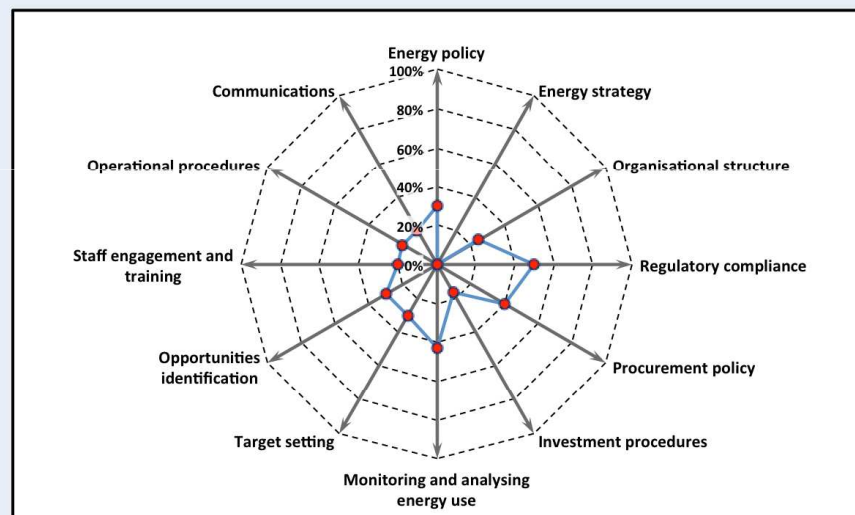 Energy policy
100%
Communications
Energy strategy
80%
60%
Operational procedures
Organisational structure
40%
20%
Staff engagement and
training
0%
Regulatory compliance
Opportunities
identification
Procurement policy
Target setting
Investment procedures
Monitoring and analysing
energy use